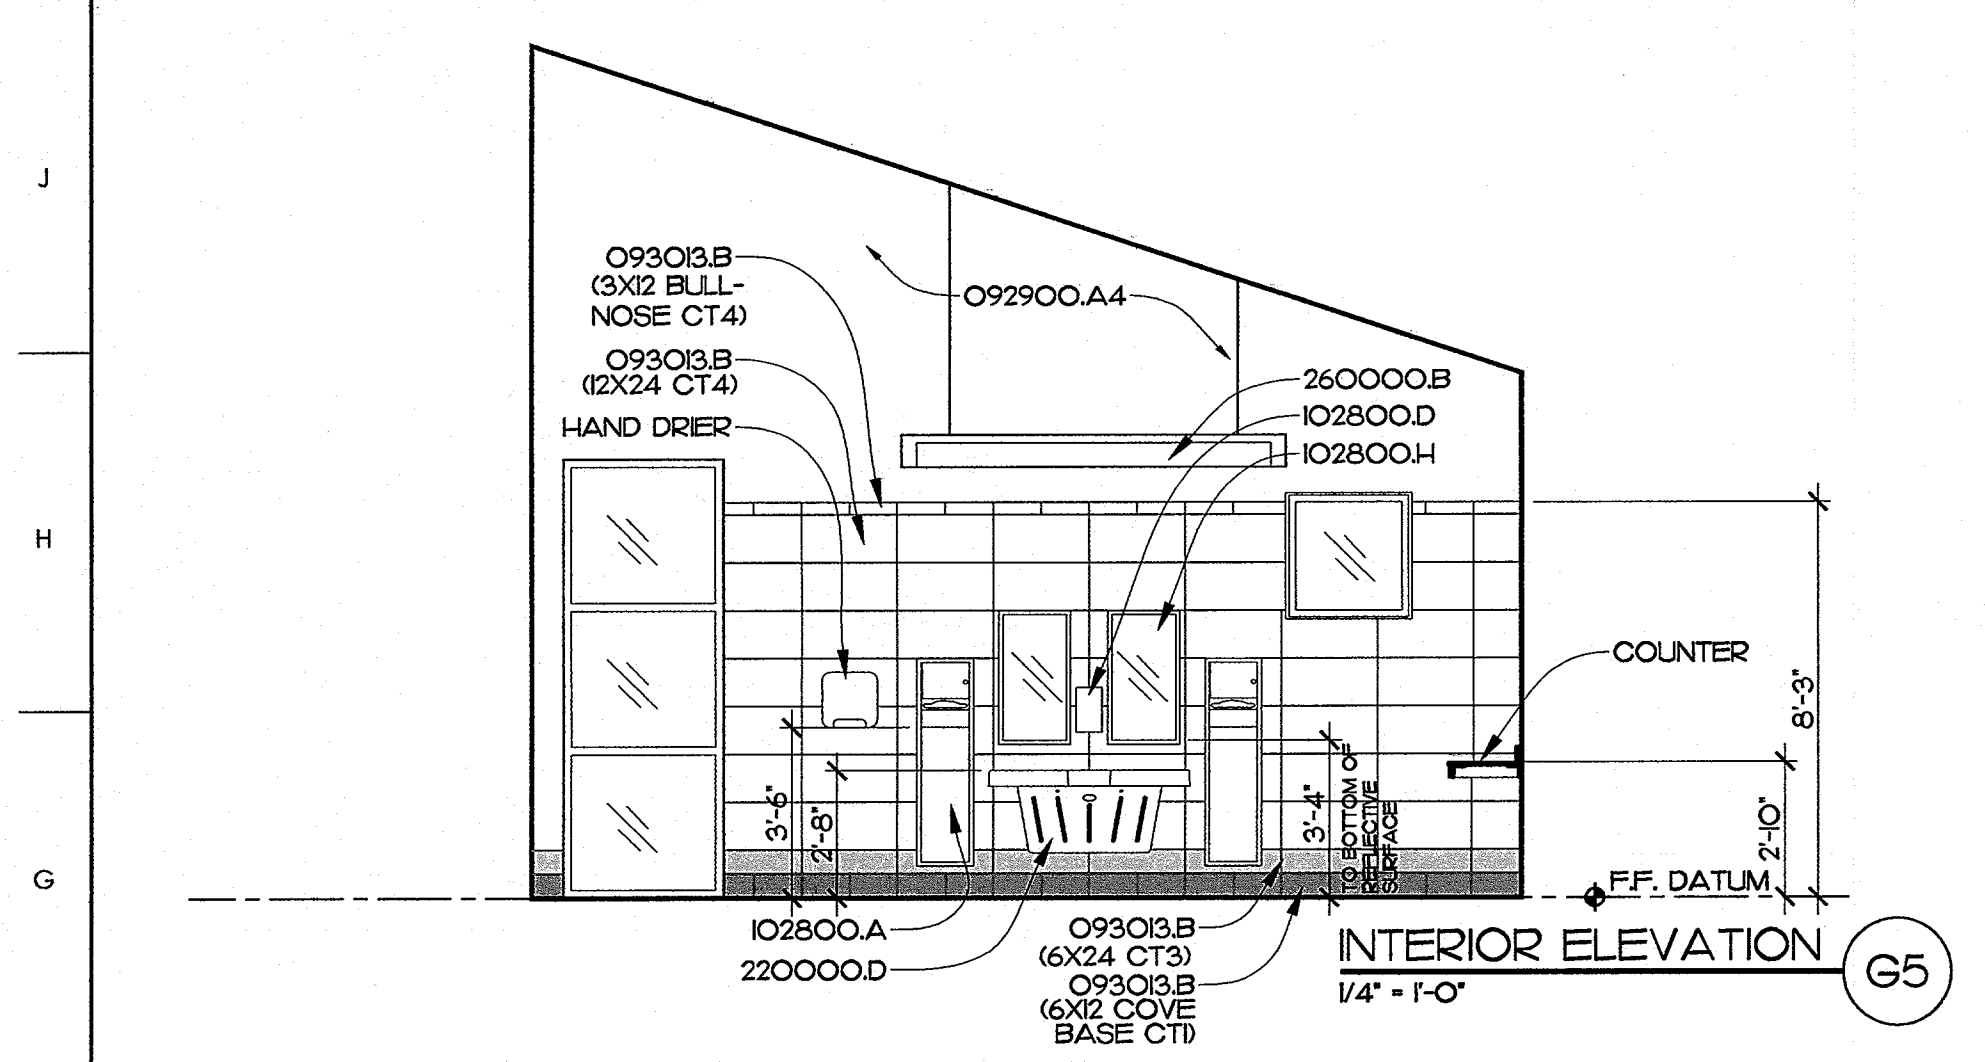 J
H
G
093013.B
(3X12 BULL-
NOSE CT4)
093013.B
(12X24 CT4)
HAND DRIER
092900.A4
260000.B
102800.D
102800.H
COUNTER
8'-3"
2'-10"
3'-6"
2'-8"
3'-4"
TO BOTTOM OF
REFLECTIVE
SURFACE
F.F. DATUM
102800.A
220000.D
093013.B
(6X24 CT3)
093013.B
(6X12 COVE
BASE CT1)
INTERIOR ELEVATION
1/4" = 1'-0"
G5